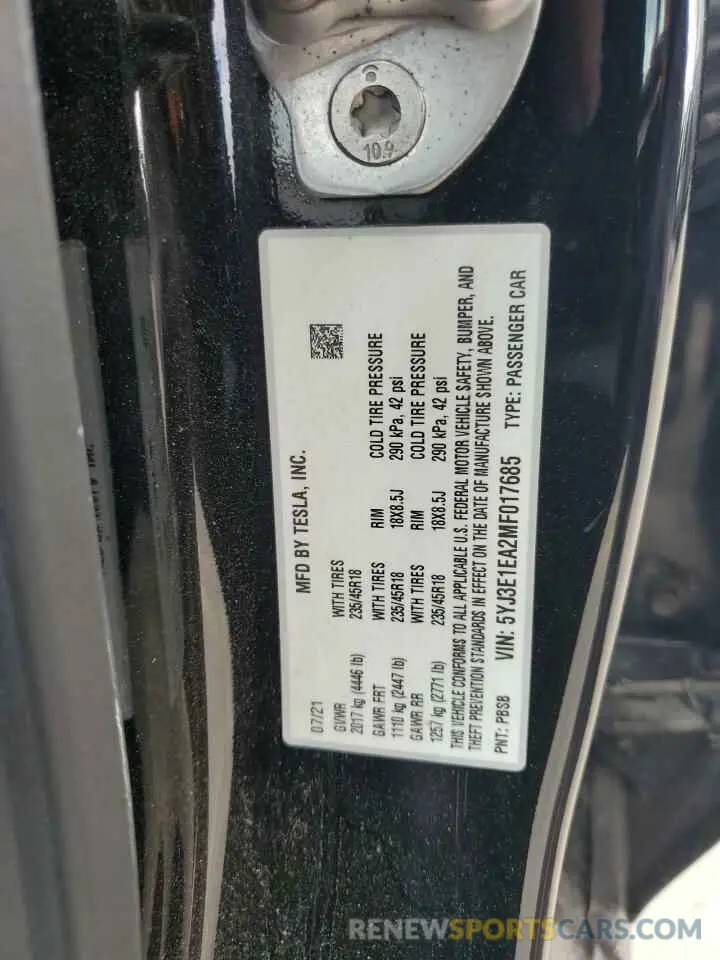 10.9
MFD BY TESLA, INC.
07/21
GVWR WITH TIRES
2017 kg (4446 lb) 235/45R18
GAWR FRT WITH TIRES RIM COLD TIRE PRESSURE
1110 kg (2447 lb) 235/45R18 18X8.5J 290 kPa, 42 psi
GAWR RR WITH TIRES RIM COLD TIRE PRESSURE
1257 kg (2771 lb) 235/45R18 18X8.5J 290 kPa, 42 psi
THIS VEHICLE CONFORMS TO ALL APPLICABLE U.S. FEDERAL MOTOR VEHICLE SAFETY, BUMPER, AND
THEFT PREVENTION STANDARDS IN EFFECT ON THE DATE OF MANUFACTURE SHOWN ABOVE.
PNT: PBSB VIN: 5YJ3E1EA2MF017685 TYPE: PASSENGER CAR
RENEWSPORTSCARS.COM